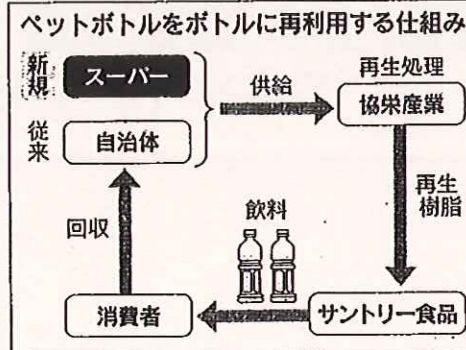 ペットボトルをボトルに再利用する仕組み
新規
スーパー
従来
自治体
供給
再生処理
協栄産業
再生
樹脂
サントリー食品
飲料
消費者
回収